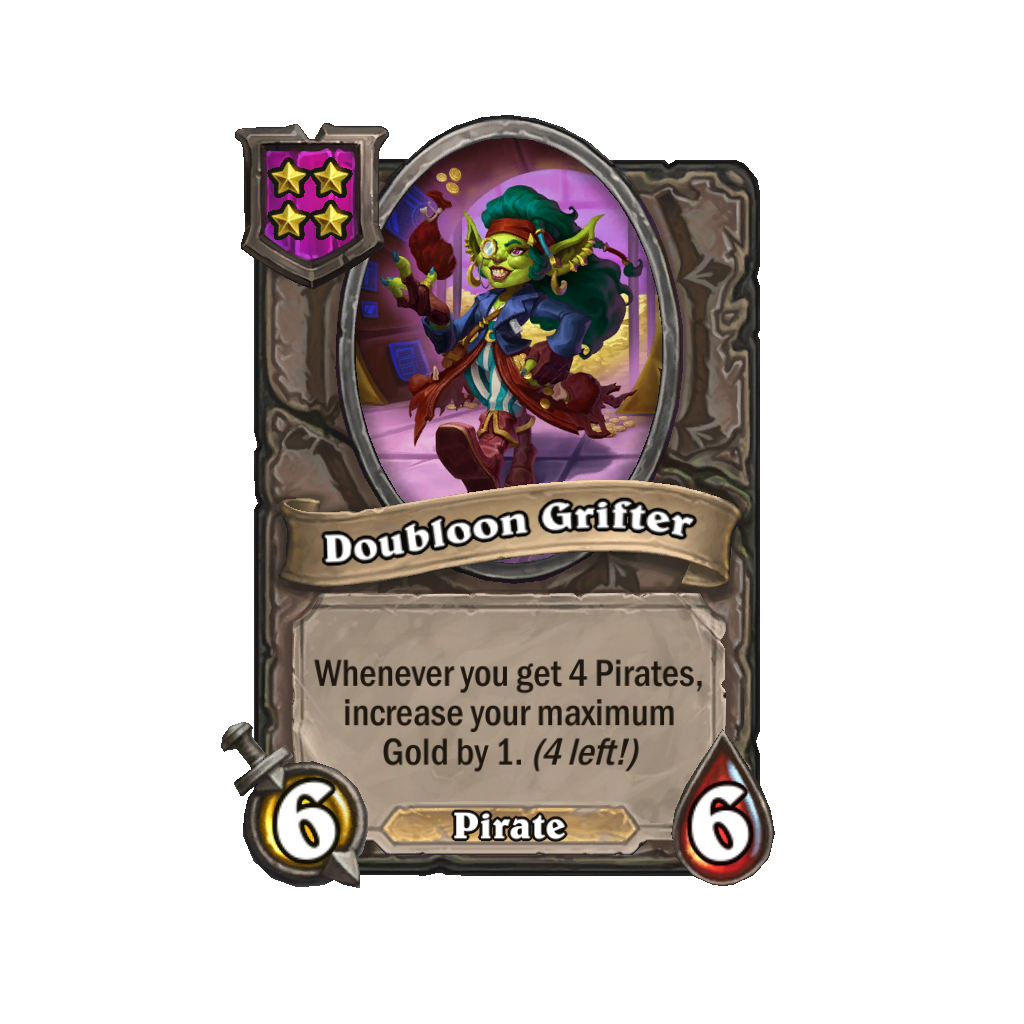 Doubloon Grifter
Whenever you get 4 Pirates,
increase your maximum
Gold by 1. (4 left!)
6
Pirate
6